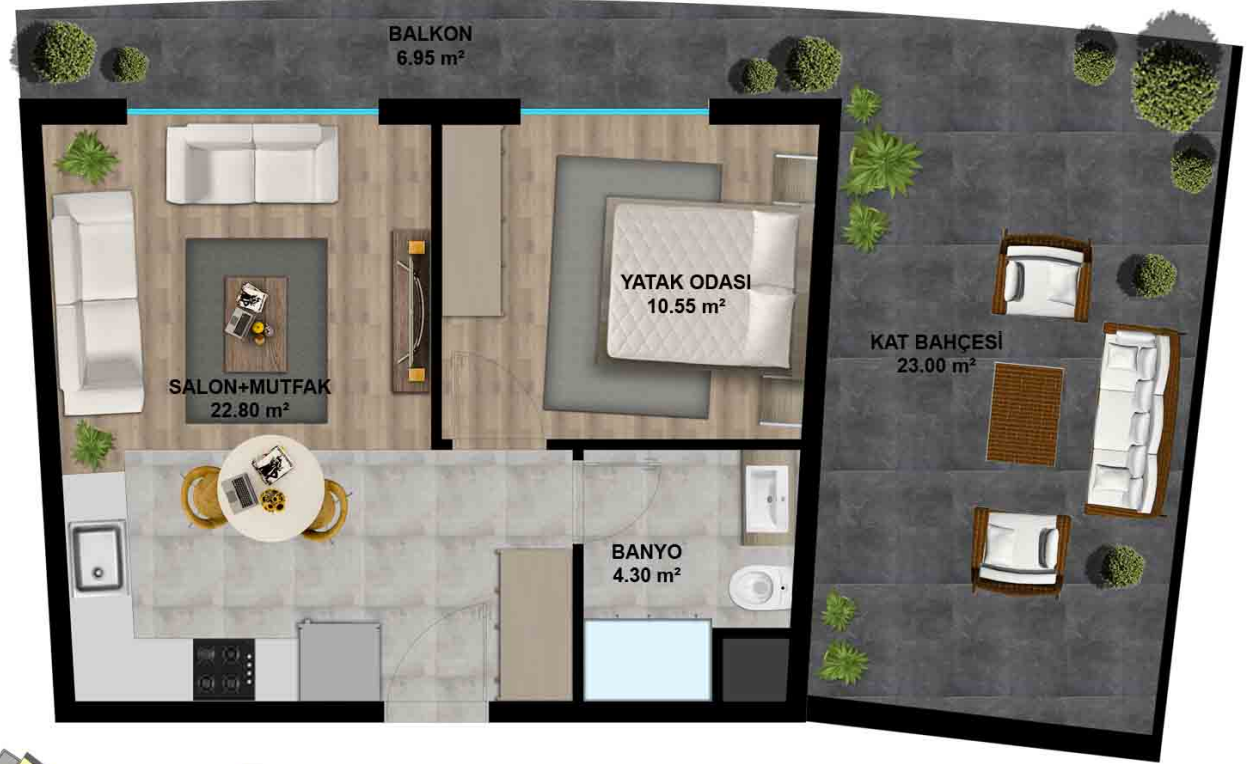 BALKON
6.95 m²
YATAK ODASI
10.55 m²
KAT BAHÇESİ
23.00 m²
SALON+MUTFAK
22.80 m²
BANYO
4.30 m²